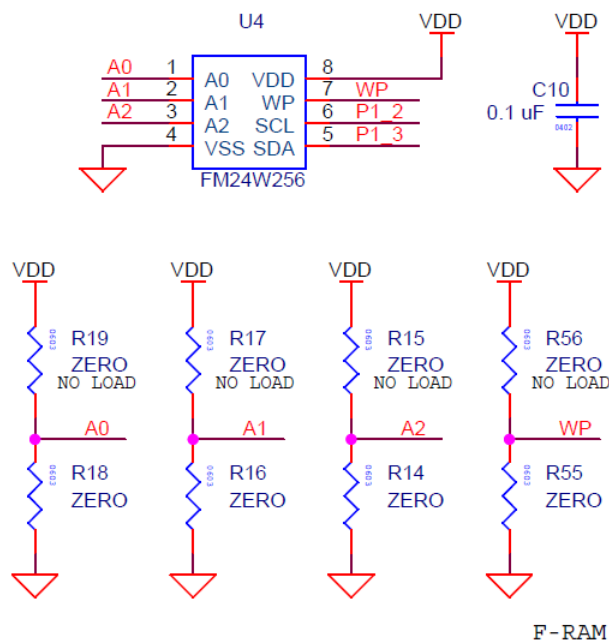 U4
VDD
VDD
A0 1 A0 VDD 8
A1 2 A1 WP 7 WP
A2 3 A2 SCL 6 P1_2
4 VSS SDA 5 P1_3
FM24W256
C10
0.1 uF
0402
VDD VDD VDD VDD
0603 R19 0603 R17 0603 R15 0603 R56
ZERO ZERO ZERO ZERO
NO LOAD NO LOAD NO LOAD NO LOAD
A0 A1 A2 WP
0603 R18 0603 R16 0603 R14 0603 R55
ZERO ZERO ZERO ZERO
F-RAM